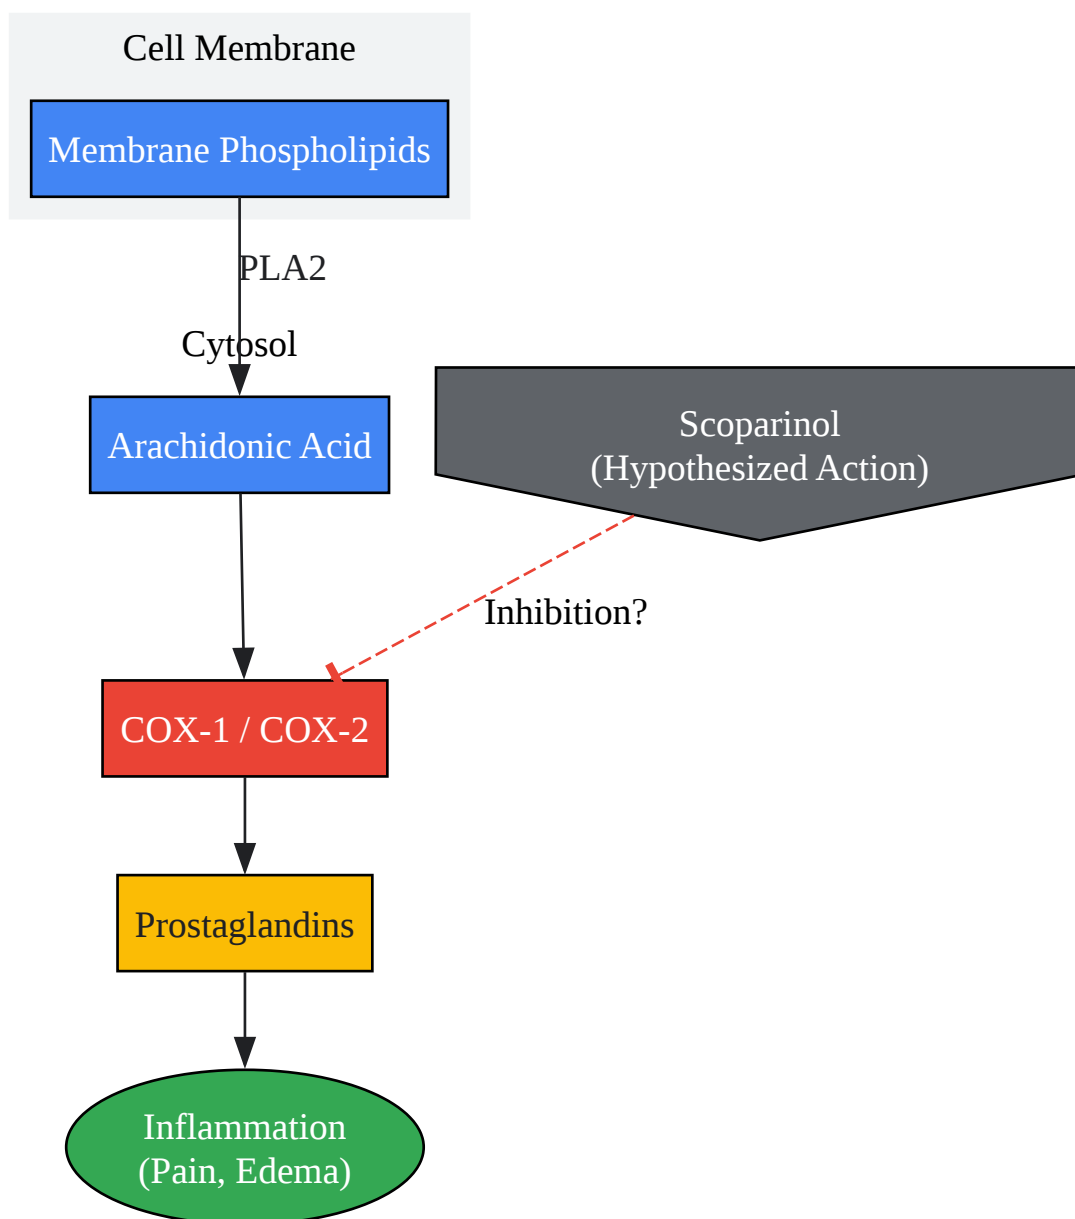 Cell Membrane
Membrane Phospholipids
PLA2
Cytosol
Arachidonic Acid
Scoparinol
(Hypothesized Action)
Inhibition?
COX-1 / COX-2
Prostaglandins
Inflammation
(Pain, Edema)